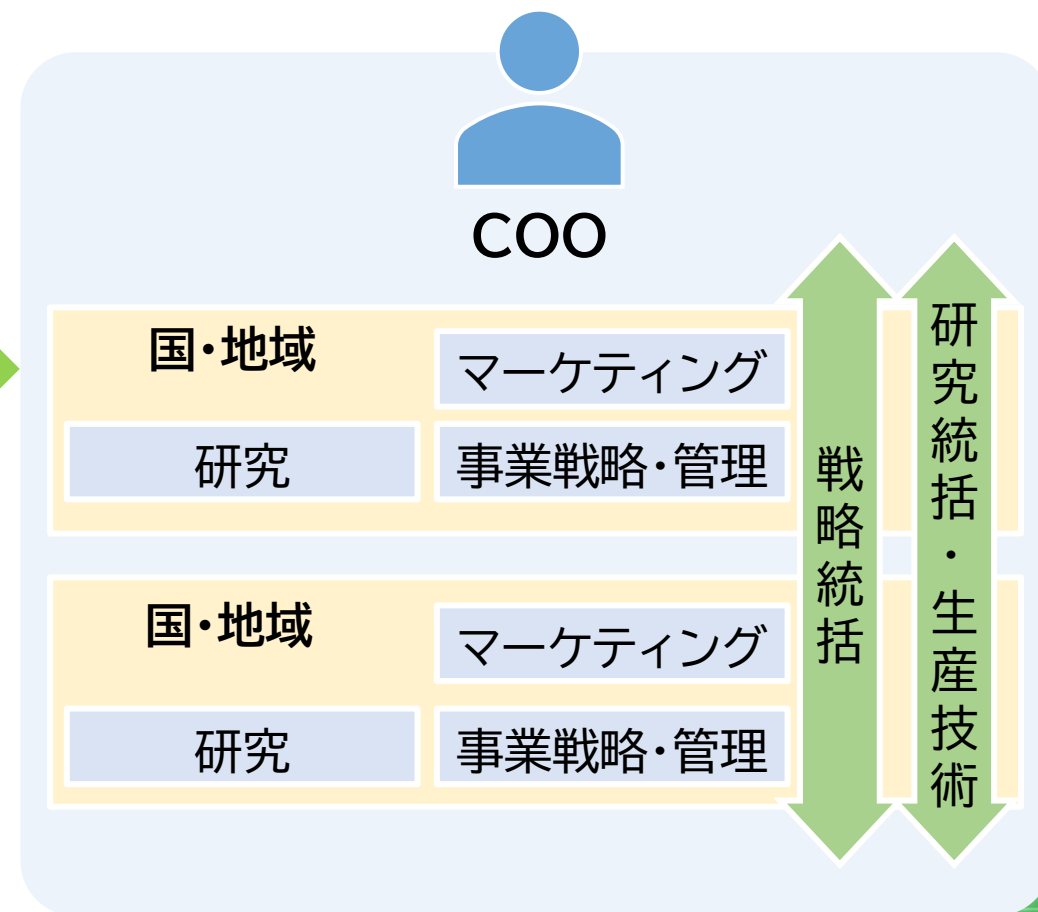 COO
国・地域
マーケティング
研究
事業戦略・管理
国・地域
マーケティング
研究
事業戦略・管理
戦略統括
研究統括・生産技術